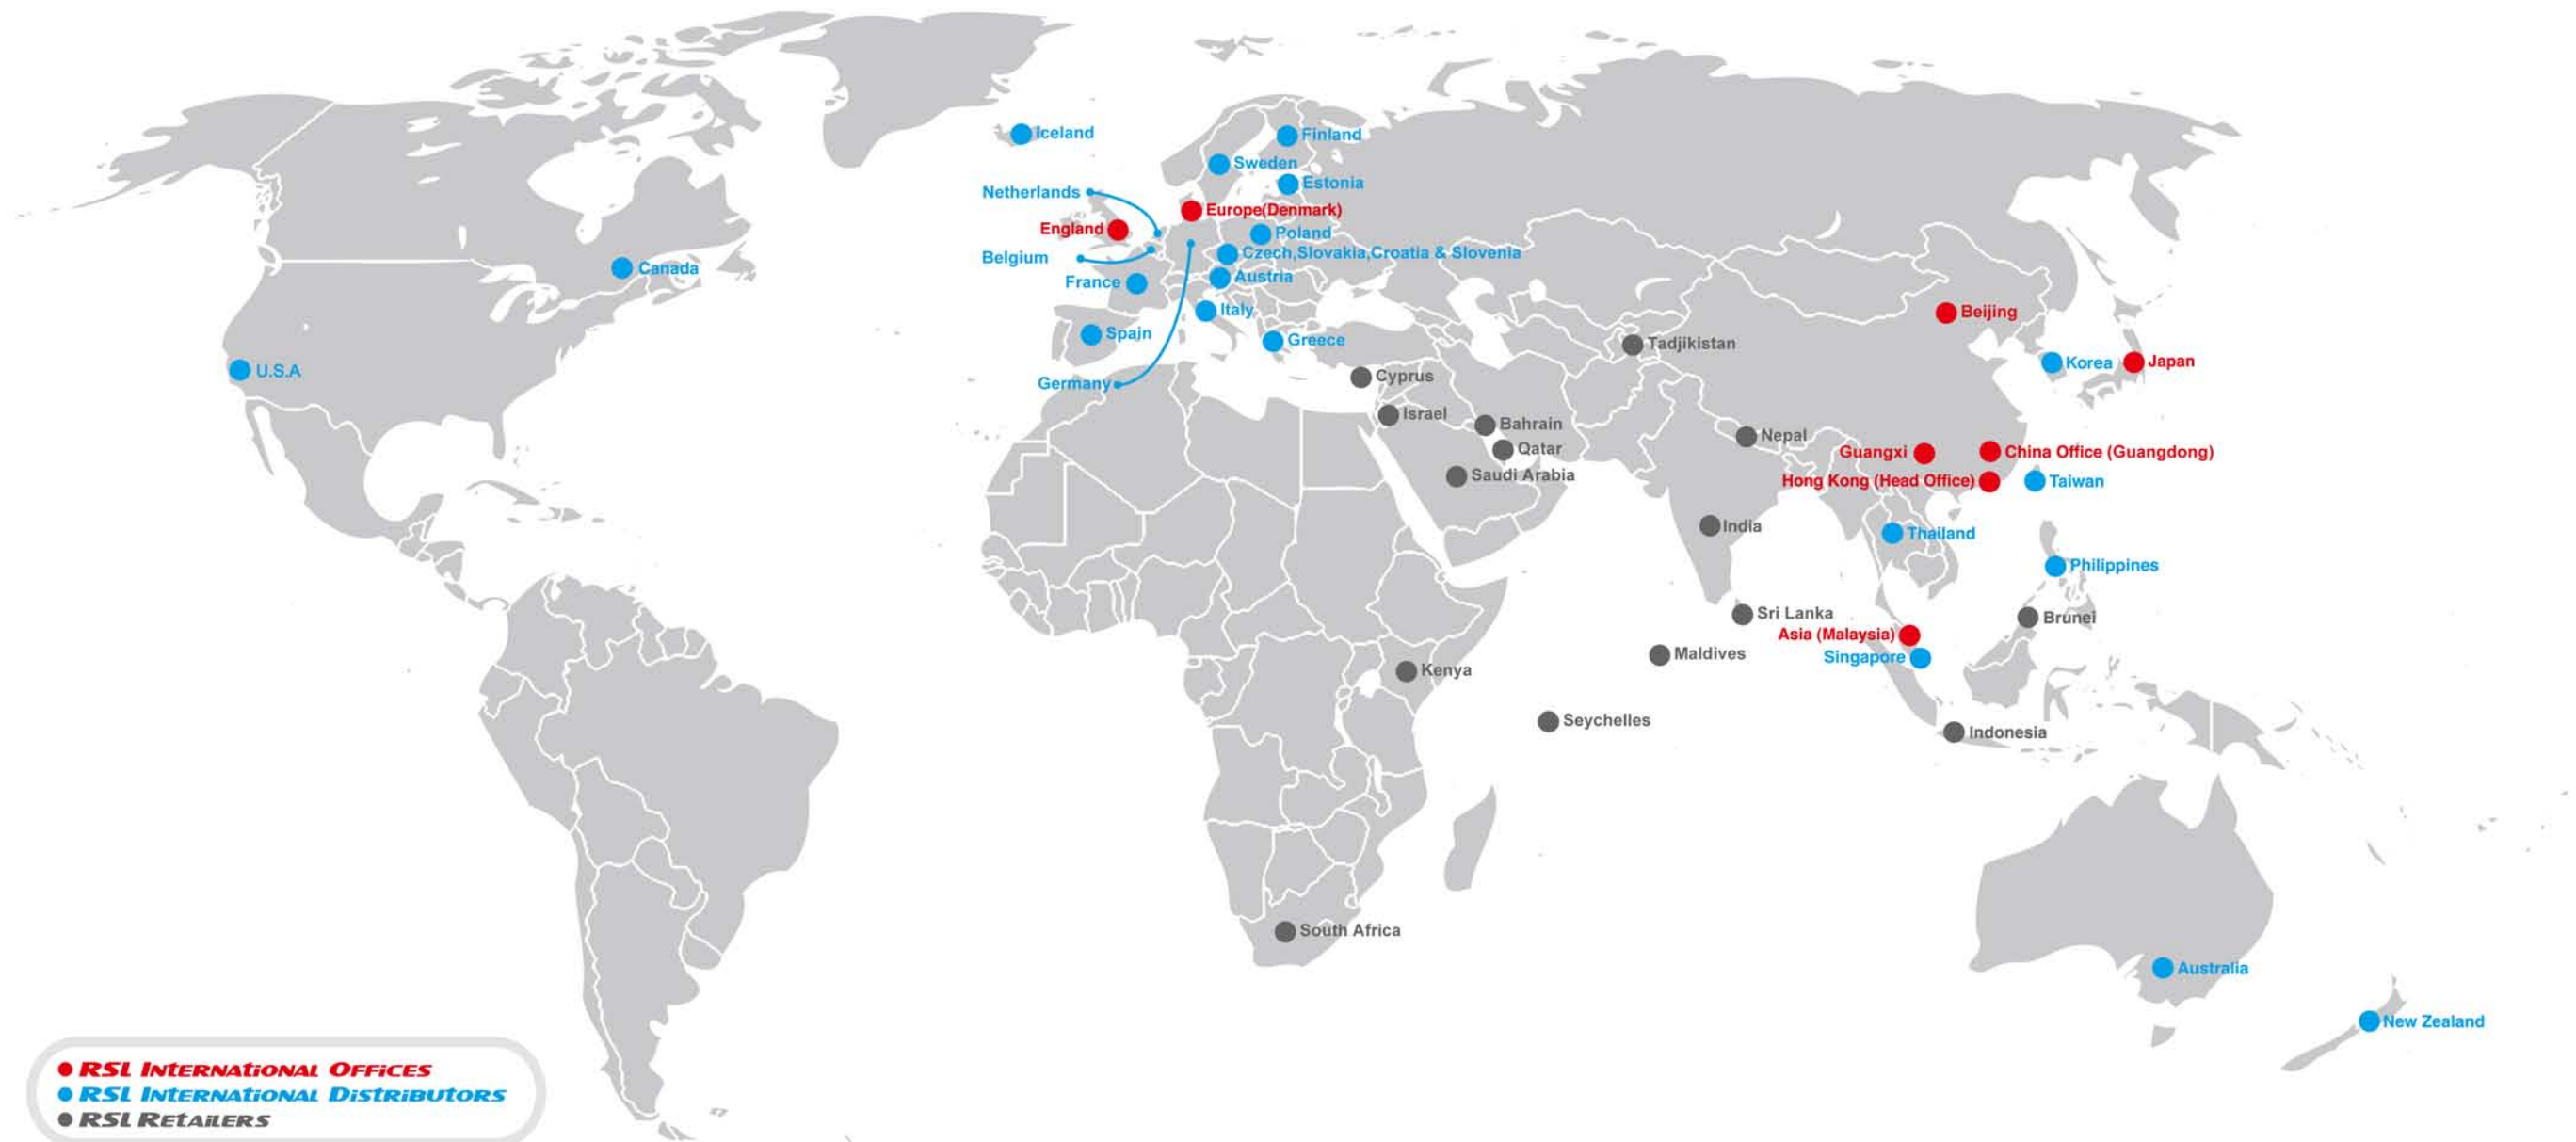 Iceland
Finland
Sweden
Netherlands
Estonia
Europe(Denmark)
England
Poland
Czech,Slovakia,Croatia & Slovenia
Belgium
Canada
Austria
France
Italy
Beijing
Spain
Greece
Tadjikistan
Korea
Japan
U.S.A
Cyprus
Germany
Israel
Bahrain
Nepal
Qatar
Guangxi
China Office (Guangdong)
Saudi Arabia
Hong Kong (Head Office)
Taiwan
India
Thailand
Philippines
Sri Lanka
Brunei
Asia (Malaysia)
Maldives
Singapore
Kenya
Seychelles
Indonesia
South Africa
Australia
New Zealand
RSL INTERNATIONAL OFFICES
RSL INTERNATIONAL DISTRIBUTORS
RSL RETAILERS